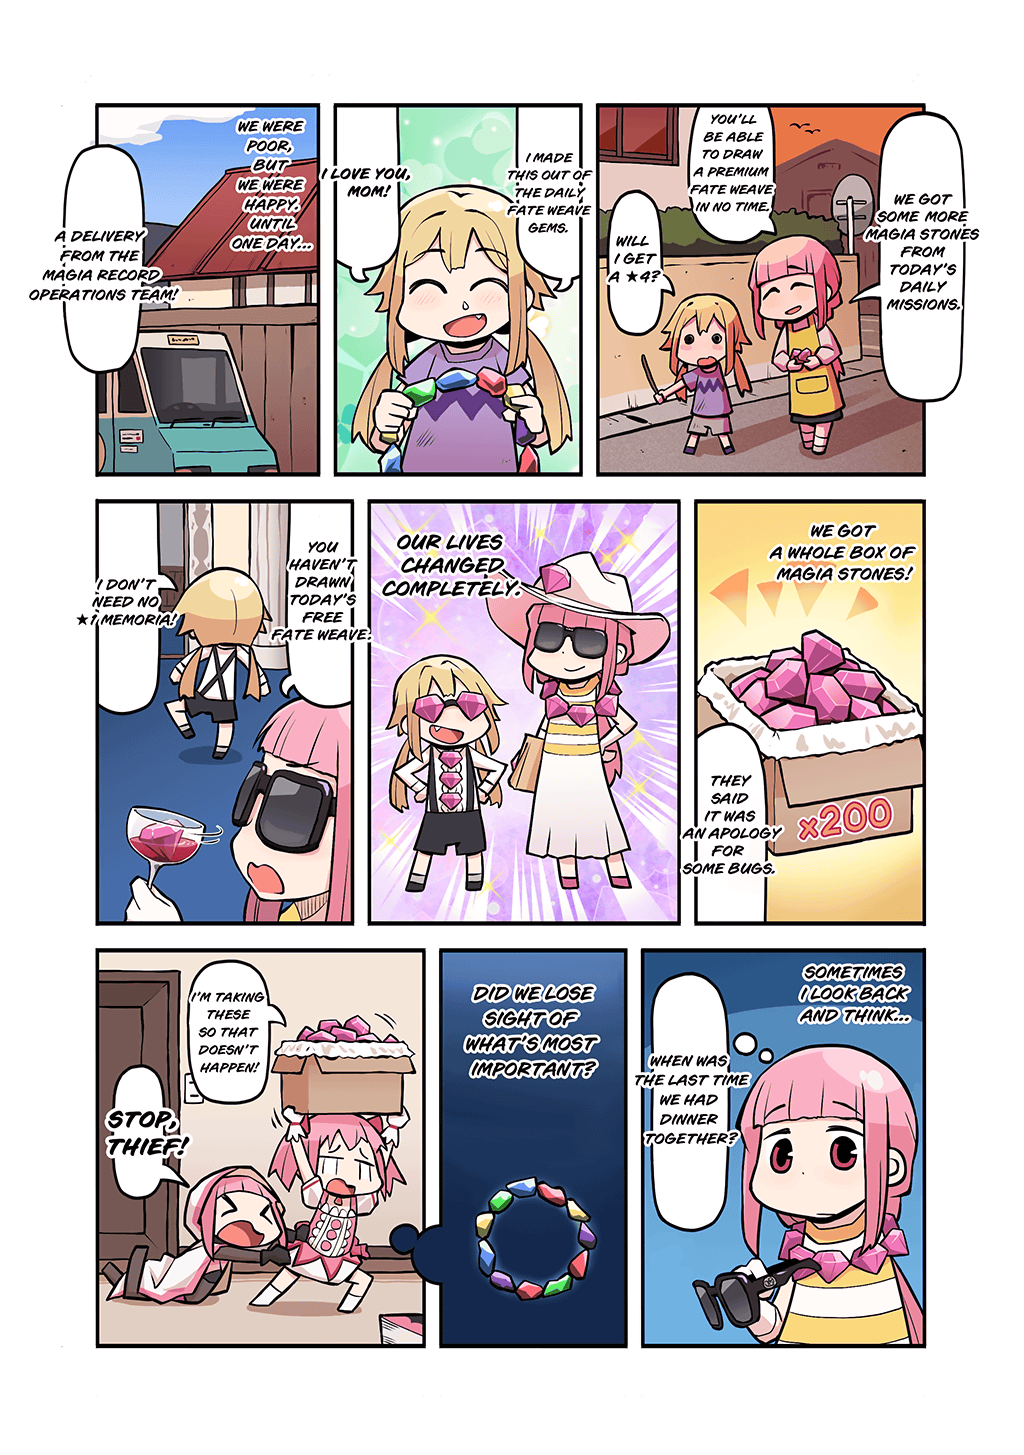 WE GOT
SOME MORE
MAGIA STONES
FROM
TODAY'S
DAILY
MISSIONS.
YOU'LL
BE ABLE
TO DRAW
A PREMIUM
FATE WEAVE
IN NO TIME.
WILL
I GET
A ★4?
I MADE
THIS OUT OF
THE DAILY
FATE WEAVE
GEMS.
I LOVE YOU,
MOM!
WE WERE
POOR,
BUT
WE WERE
HAPPY.
UNTIL
ONE DAY...
A DELIVERY
FROM THE
MAGIA RECORD
OPERATIONS TEAM!
WE GOT
A WHOLE BOX OF
MAGIA STONES!
×200
THEY
SAID
IT WAS
AN APOLOGY
FOR
SOME BUGS.
OUR LIVES
CHANGED
COMPLETELY.
YOU
HAVEN'T
DRAWN
TODAY'S
FREE
FATE WEAVE.
I DON'T
NEED NO
★1 MEMORIA!
SOMETIMES
I LOOK BACK
AND THINK...
WHEN WAS
THE LAST TIME
WE HAD
DINNER
TOGETHER?
DID WE LOSE
SIGHT OF
WHAT'S MOST
IMPORTANT?
I'M TAKING
THESE
SO THAT
DOESN'T
HAPPEN!
STOP,
THIEF!